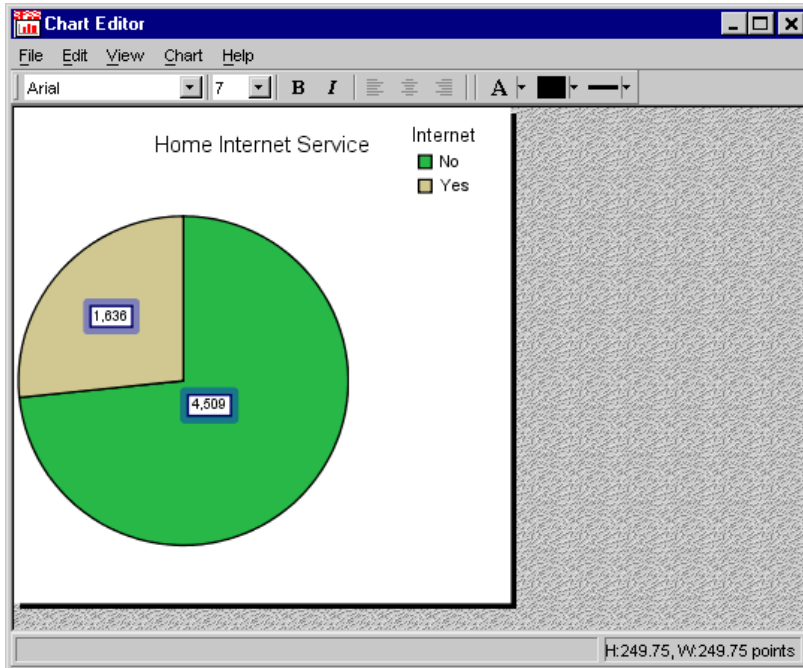 Chart Editor
File Edit View Chart Help
Arial 7 B I A
Home Internet Service
Internet
No
Yes
1,636
4,509
H:249.75, W:249.75 points